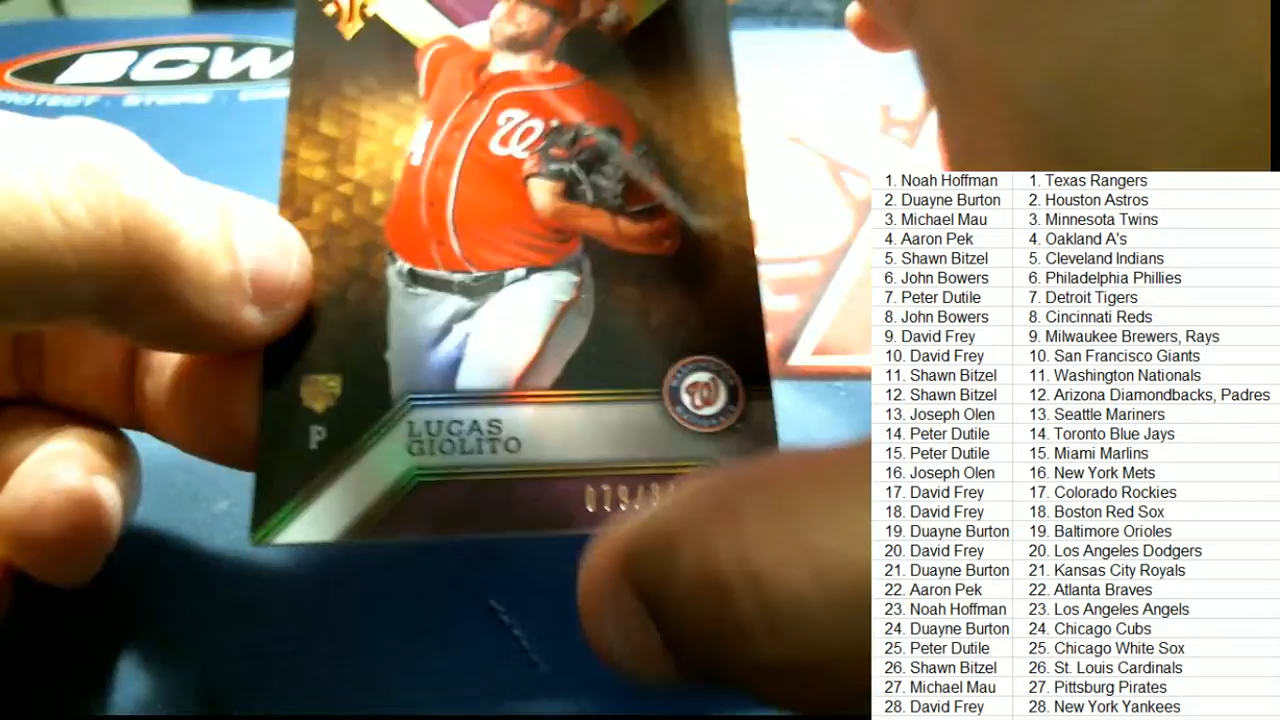 BCW
W
W
LUCAS
GIOLITO
P
1. Noah Hoffman 1. Texas Rangers
2. Duayne Burton 2. Houston Astros
3. Michael Mau 3. Minnesota Twins
4. Aaron Pek 4. Oakland A's
5. Shawn Bitzel 5. Cleveland Indians
6. John Bowers 6. Philadelphia Phillies
7. Peter Dutile 7. Detroit Tigers
8. John Bowers 8. Cincinnati Reds
9. David Frey 9. Milwaukee Brewers, Rays
10. David Frey 10. San Francisco Giants
11. Shawn Bitzel 11. Washington Nationals
12. Shawn Bitzel 12. Arizona Diamondbacks, Padres
13. Joseph Olen 13. Seattle Mariners
14. Peter Dutile 14. Toronto Blue Jays
15. Peter Dutile 15. Miami Marlins
16. Joseph Olen 16. New York Mets
17. David Frey 17. Colorado Rockies
18. David Frey 18. Boston Red Sox
19. Duayne Burton 19. Baltimore Orioles
20. David Frey 20. Los Angeles Dodgers
21. Duayne Burton 21. Kansas City Royals
22. Aaron Pek 22. Atlanta Braves
23. Noah Hoffman 23. Los Angeles Angels
24. Duayne Burton 24. Chicago Cubs
25. Peter Dutile 25. Chicago White Sox
26. Shawn Bitzel 26. St. Louis Cardinals
27. Michael Mau 27. Pittsburg Pirates
28. David Frey 28. New York Yankees